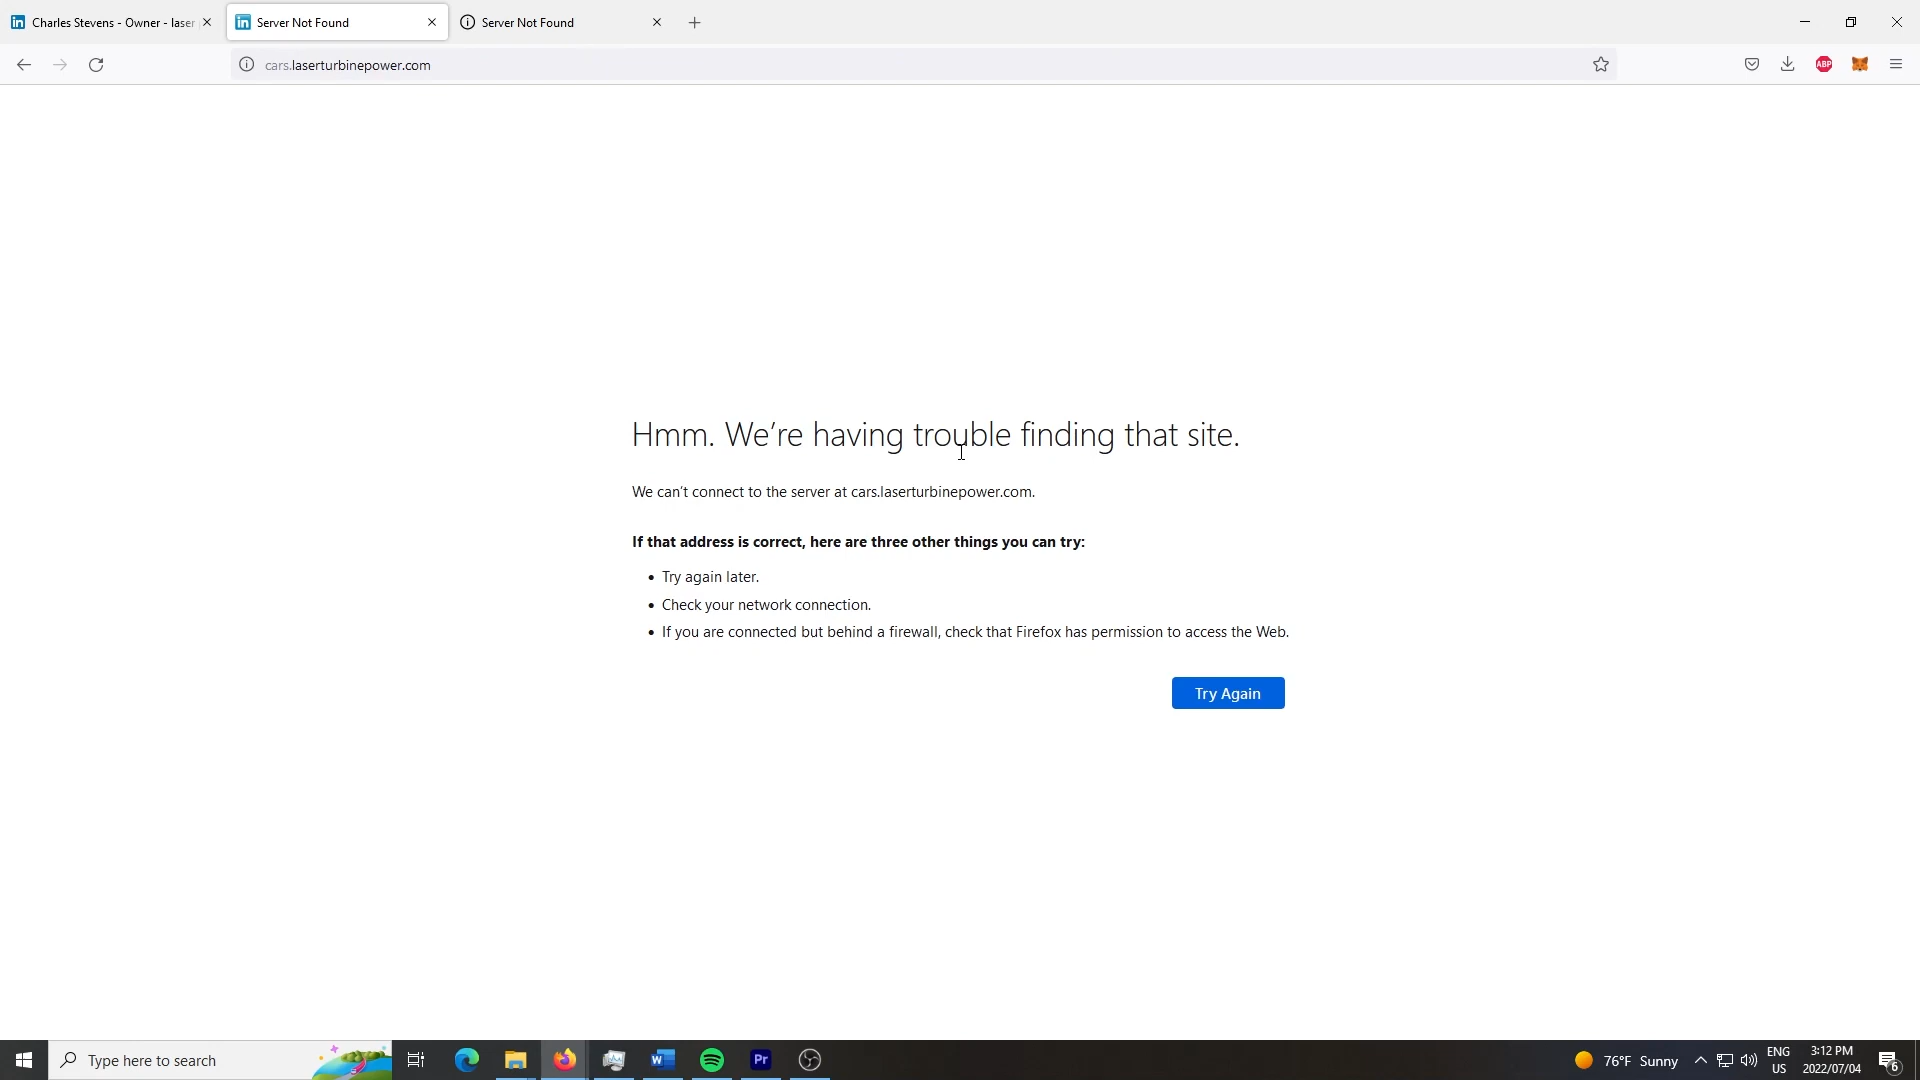 Charles Stevens - Owner - laser
Server Not Found
Server Not Found
cars.laserturbinepower.com
ABP
Hmm. We’re having trouble finding that site.
We can’t connect to the server at cars.laserturbinepower.com.
If that address is correct, here are three other things you can try:
• Try again later.
• Check your network connection.
• If you are connected but behind a firewall, check that Firefox has permission to access the Web.
Try Again
Type here to search
W
Pr
76°F Sunny
ENG
US
3:12 PM
2022/07/04
6